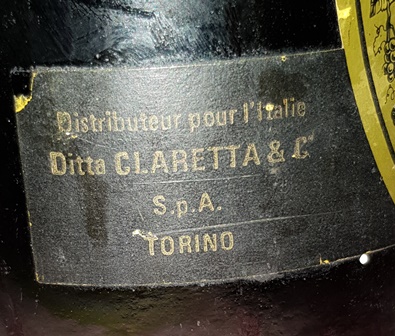 Distributeur pour l'Italie
Ditta CLARETTA & C.
S.p.A.
TORINO